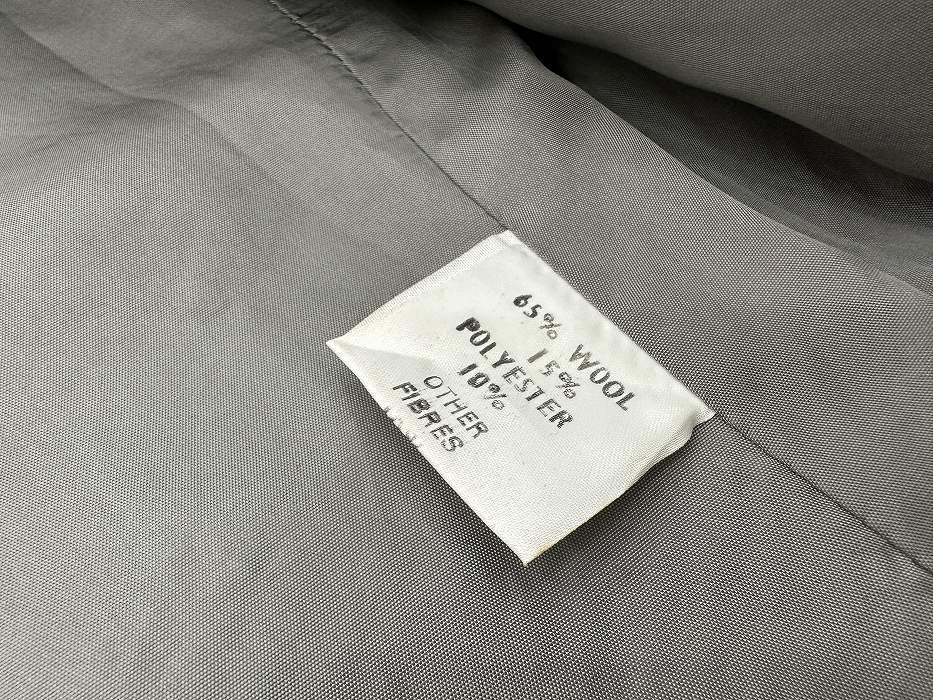 65% WOOL
15%
POLYESTER
10%
OTHER
FIBRES